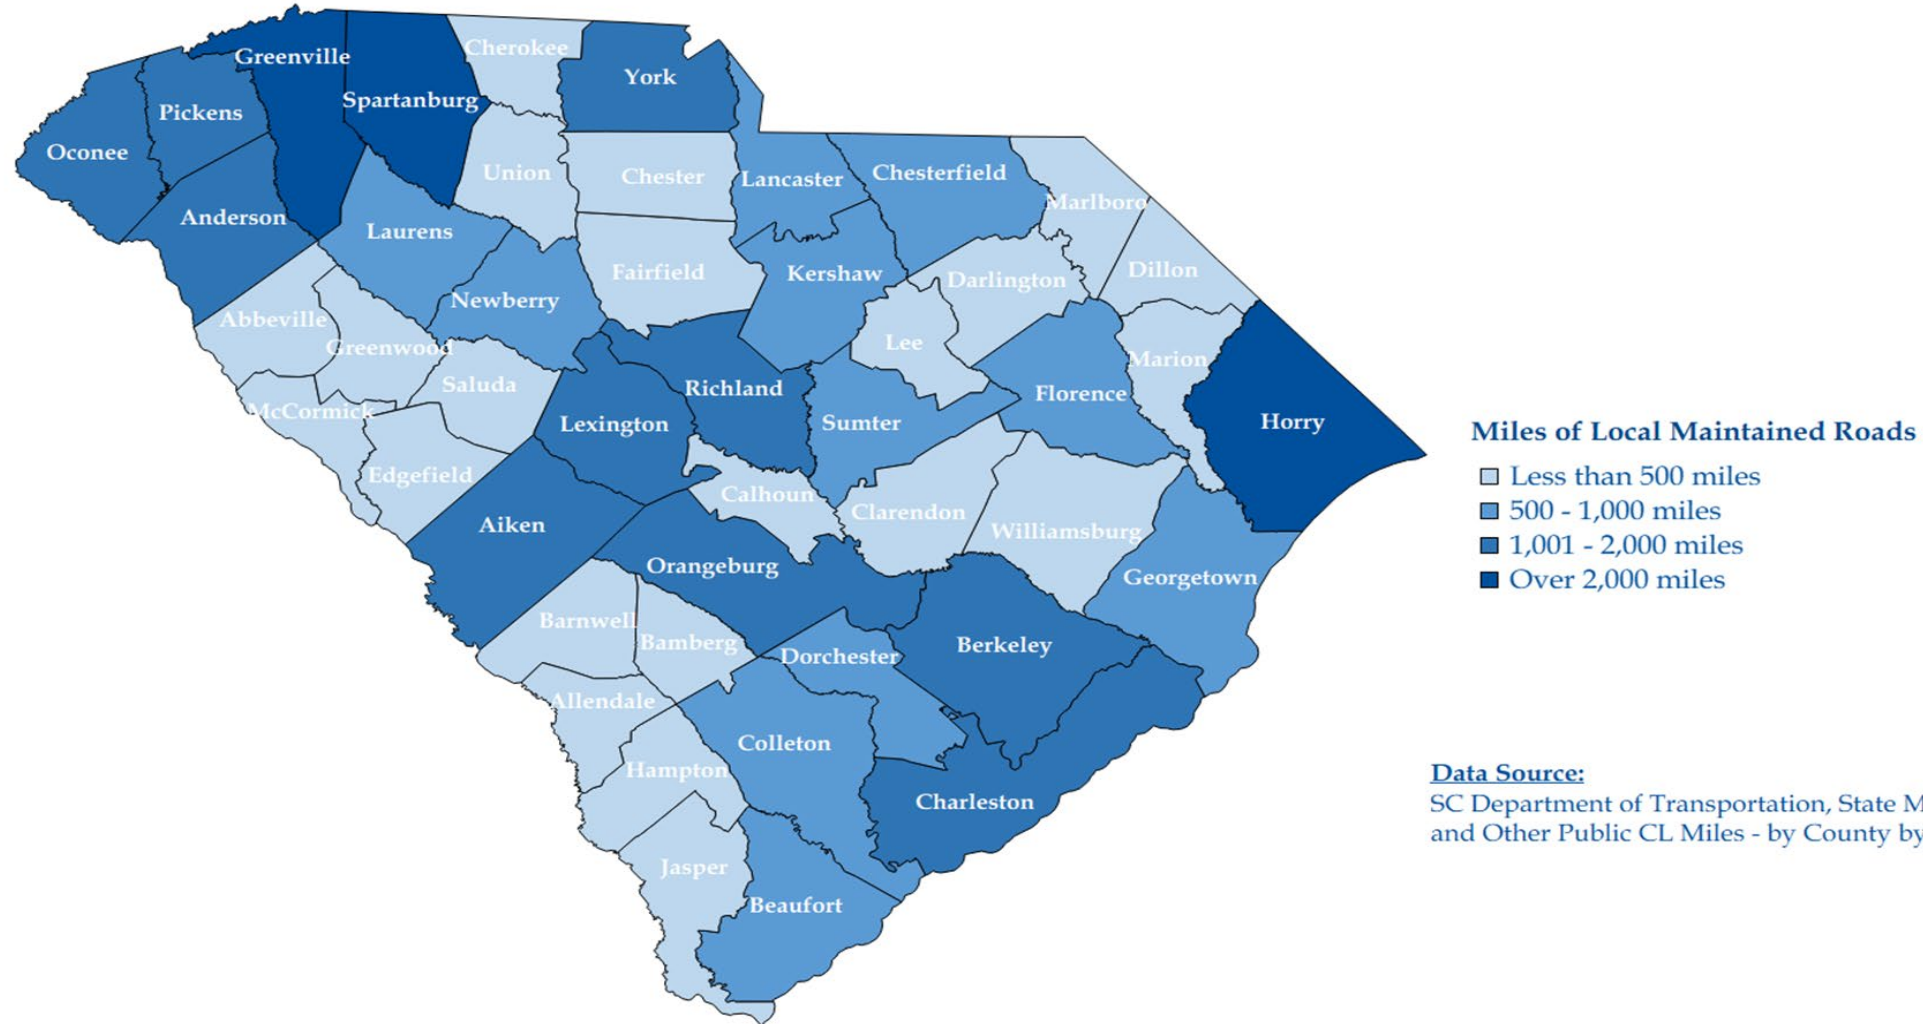 Cherokee
Greenville
York
Spartanburg
Pickens
Oconee
Union
Chester
Lancaster
Chesterfield
Marlboro
Anderson
Laurens
Fairfield
Kershaw
Darlington
Dillon
Newberry
Abbeville
Greenwood
Lee
Marion
Saluda
Richland
Florence
McCormick
Lexington
Sumter
Horry
Edgefield
Calhoun
Clarendon
Aiken
Williamsburg
Orangeburg
Georgetown
Barnwell
Bamberg
Dorchester
Berkeley
Allendale
Colleton
Hampton
Charleston
Jasper
Beaufort
Miles of Local Maintained Roads
Less than 500 miles
500 - 1,000 miles
1,001 - 2,000 miles
Over 2,000 miles
Data Source:
SC Department of Transportation, State M
and Other Public CL Miles - by County by